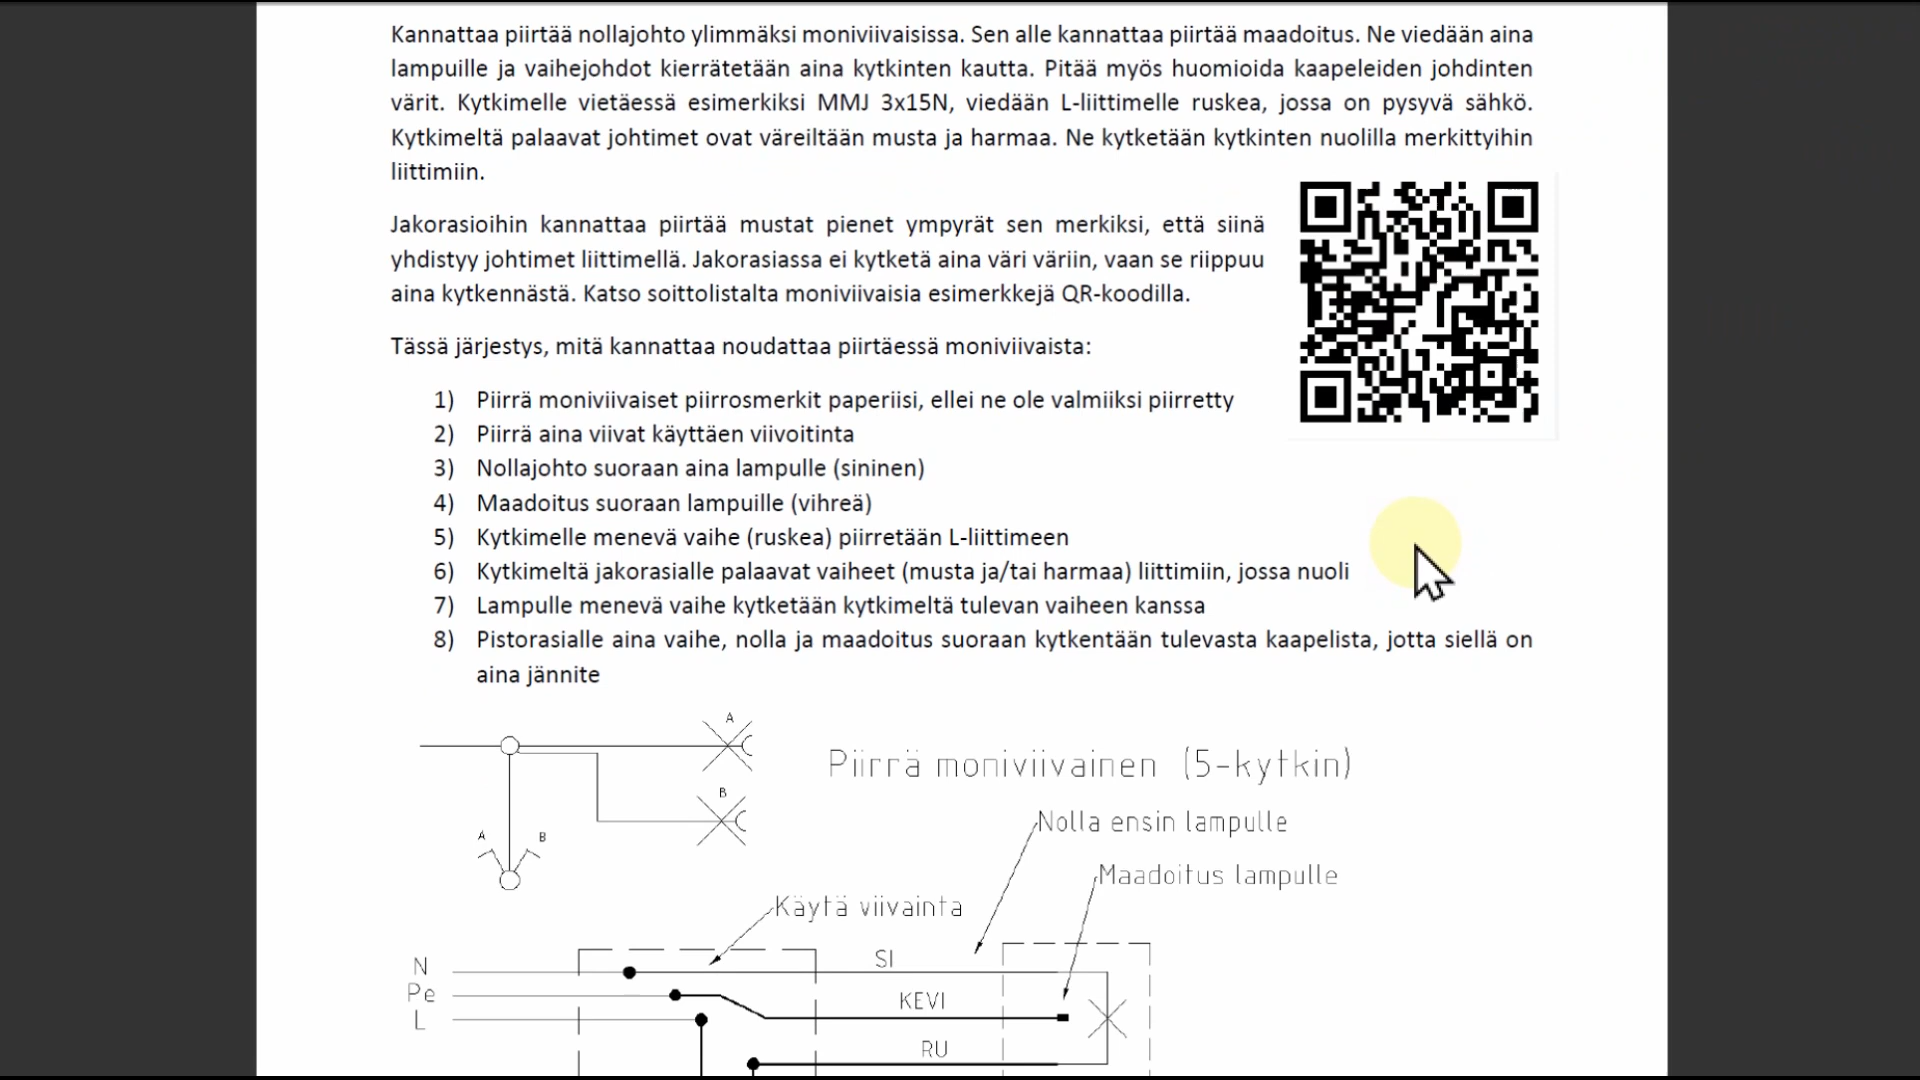 Kannattaa piirtää nollajohto ylimmäksi moniviivaisissa. Sen alle kannattaa piirtää maadoitus. Ne viedään aina
lampuille ja vaihejohdot kierrätetään aina kytkinten kautta. Pitää myös huomioida kaapeleiden johdinten
värit. Kytkimelle vietäessä esimerkiksi MMJ 3x15N, viedään L-liittimelle ruskea, jossa on pysyvä sähkö.
Kytkimeltä palaavat johtimet ovat väreiltään musta ja harmaa. Ne kytketään kytkinten nuolilla merkittyihin
liittimiin.
Jakorasioihin kannattaa piirtää mustat pienet ympyrät sen merkiksi, että siinä
yhdistyy johtimet liittimellä. Jakorasiassa ei kytketä aina väri väriin, vaan se riippuu
aina kytkennästä. Katso soittolistalta moniviivaisia esimerkkejä QR-koodilla.
Tässä järjestys, mitä kannattaa noudattaa piirtäessä moniviivaista:
1) Piirrä moniviivaiset piirrosmerkit paperiisi, ellei ne ole valmiiksi piirretty
2) Piirrä aina viivat käyttäen viivoitinta
3) Nollajohto suoraan aina lampulle (sininen)
4) Maadoitus suoraan lampuille (vihreä)
5) Kytkimelle menevä vaihe (ruskea) piirretään L-liittimeen
6) Kytkimeltä jakorasialle palaavat vaiheet (musta ja/tai harmaa) liittimiin, jossa nuoli
7) Lampulle menevä vaihe kytketään kytkimeltä tulevan vaiheen kanssa
8) Pistorasialle aina vaihe, nolla ja maadoitus suoraan kytkentään tulevasta kaapelista, jotta siellä on
aina jännite
A
Piirrä moniviivainen (5-kytkin)
B
Nolla ensin lampulle
A B
Maadoitus lampulle
Käytä viivainta
N
SI
Pe
KEVI
L
RU